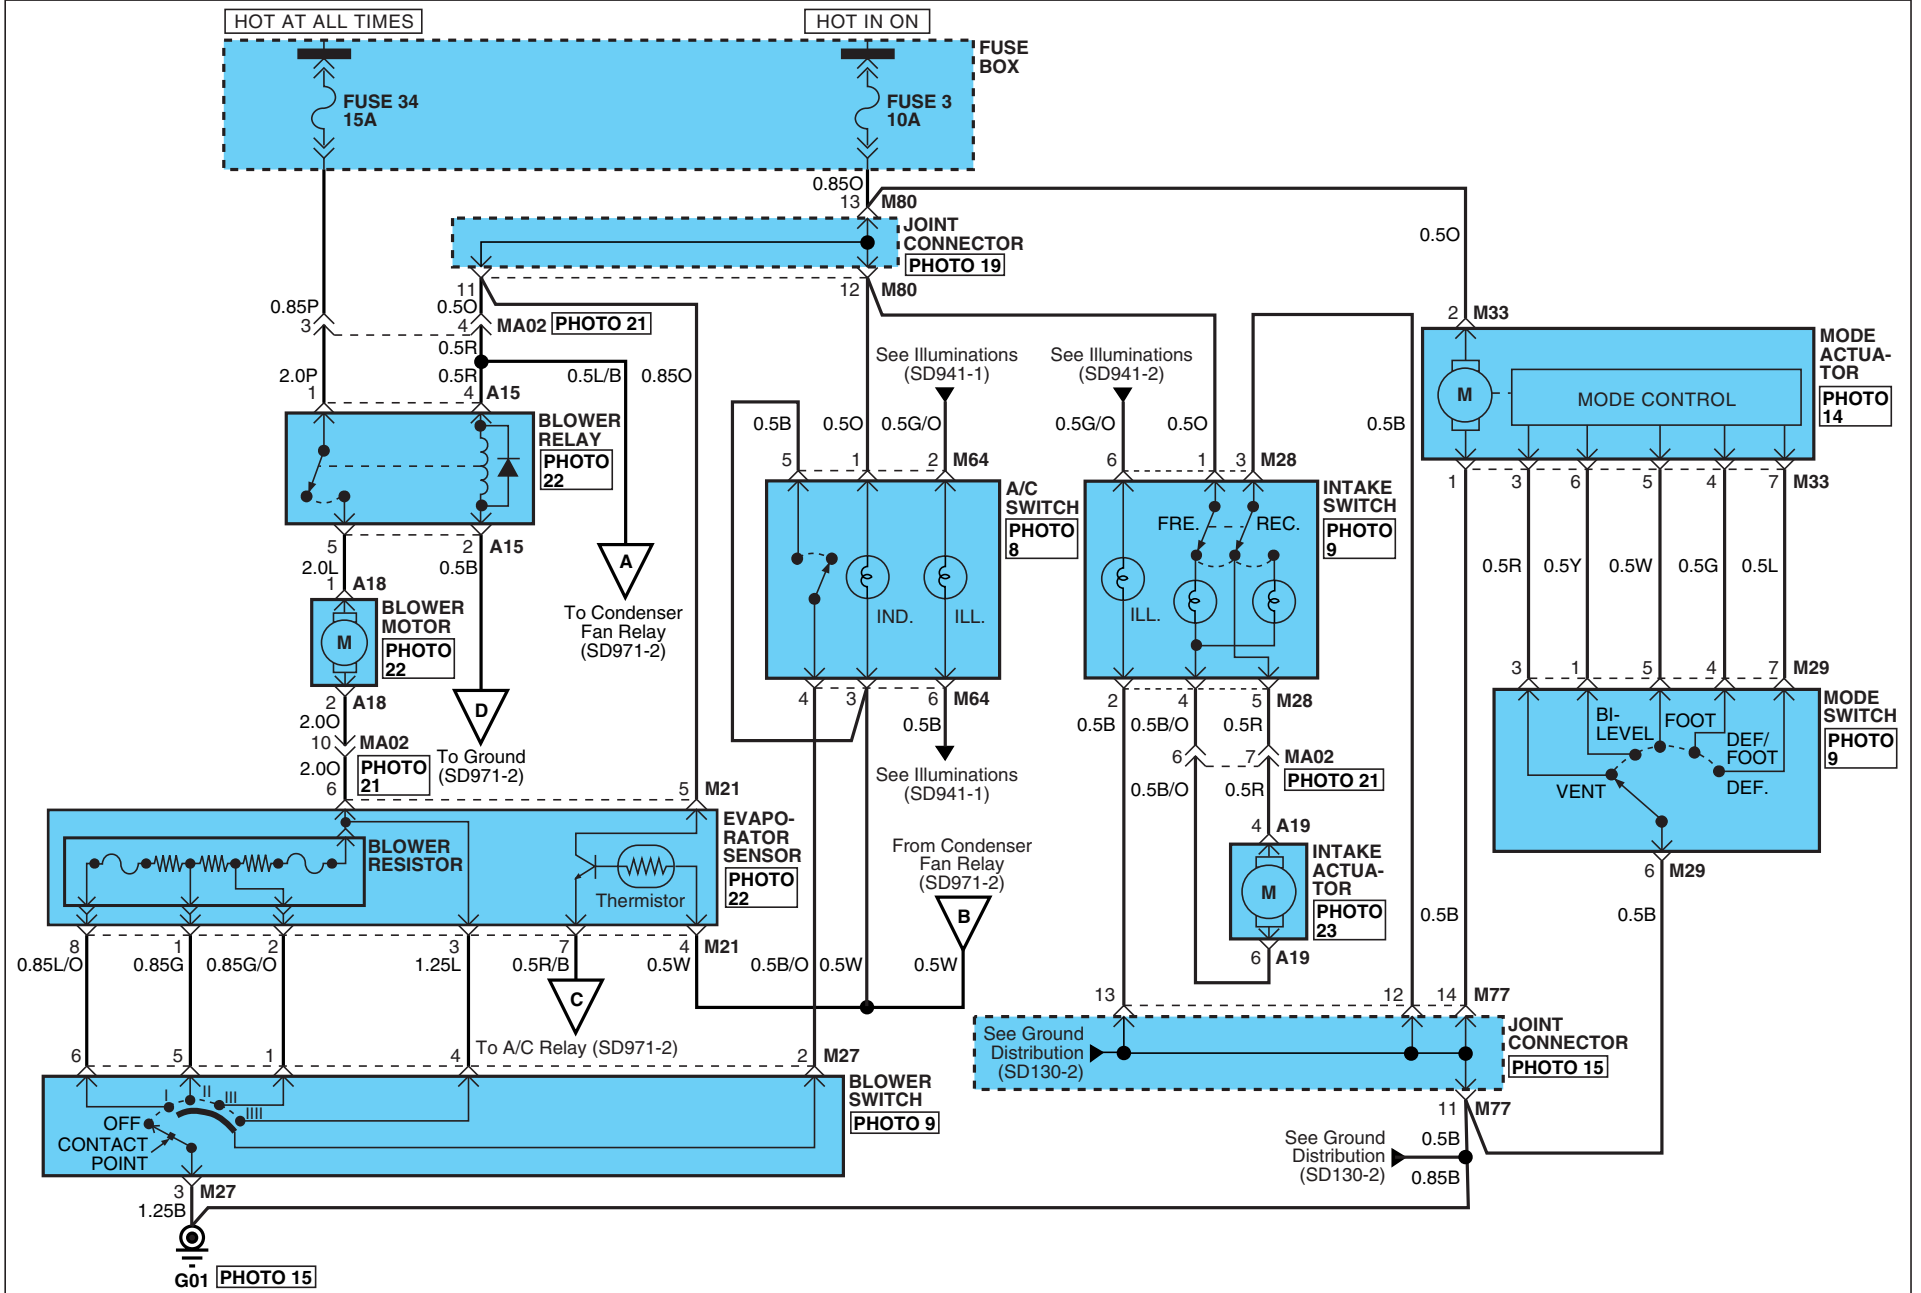 HOT AT ALL TIMES
HOT IN ON
FUSE
BOX
FUSE 34
15A
FUSE 3
10A
0.85O
13 M80
JOINT
CONNECTOR
PHOTO 19
0.5O
11
12 M80
0.85P
0.5O
3
4 MA02 PHOTO 21
0.5R
2.0P
0.5R
0.5L/B
0.85O
1
4 A15
BLOWER
RELAY
PHOTO
22
5
2 A15
2.0L
0.5B
1 A18
BLOWER
MOTOR
PHOTO
22
M
2 A18
2.0O
10 MA02
PHOTO
21
2.0O
6
A
To Condenser
Fan Relay
(SD971-2)
D
To Ground
(SD971-2)
5 M21
See Illuminations
(SD941-1)
See Illuminations
(SD941-2)
0.5B
0.5O
0.5G/O
0.5G/O
0.5O
0.5B
5
1
2 M64
6
1
3 M28
A/C
SWITCH
PHOTO
8
IND.
ILL.
INTAKE
SWITCH
PHOTO
9
FRE.
REC.
ILL.
4
3
6 M64
0.5B
See Illuminations
(SD941-1)
2
4
5 M28
0.5B
0.5B/O
0.5R
6
7 MA02
PHOTO 21
0.5B/O
0.5R
4 A19
INTAKE
ACTUA-
TOR
PHOTO
23
M
6 A19
2 M33
MODE
ACTUA-
TOR
PHOTO
14
M
MODE CONTROL
1
3
6
5
4
7 M33
0.5R
0.5Y
0.5W
0.5G
0.5L
3
1
5
4
7 M29
MODE
SWITCH
PHOTO
9
BI-
LEVEL
FOOT
DEF/
FOOT
VENT
DEF.
6 M29
0.5B
0.5B
EVAPO-
RATOR
SENSOR
PHOTO
22
BLOWER
RESISTOR
Thermistor
8
1
2
3
7
4 M21
0.85L/O
0.85G
0.85G/O
1.25L
0.5R/B
0.5W
0.5B/O
0.5W
0.5W
From Condenser
Fan Relay
(SD971-2)
B
C
To A/C Relay (SD971-2)
6
5
1
4
2 M27
BLOWER
SWITCH
PHOTO 9
I
II
III
IIII
OFF
CONTACT
POINT
3 M27
1.25B
G01 PHOTO 15
13
12
14 M77
See Ground
Distribution
(SD130-2)
JOINT
CONNECTOR
PHOTO 15
11 M77
See Ground
Distribution
(SD130-2)
0.5B
0.85B